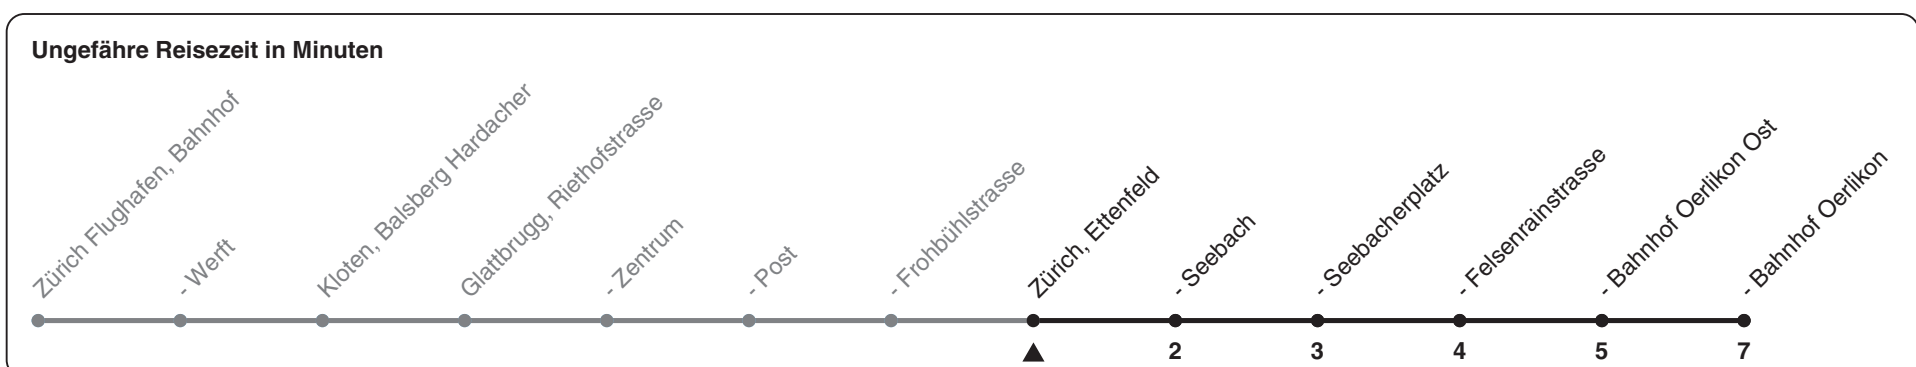 Ungefähre Reisezeit in Minuten
Zürich Flughafen, Bahnhof
- Werft
Kloten, Balsberg Hardacher
Glattbrugg, Riethofstrasse
- Zentrum
- Post
- Frohbühlstrasse
Zürich, Ettenfeld
- Seebach
- Seebacherplatz
- Felsenrainstrasse
- Bahnhof Oerlikon Ost
- Bahnhof Oerlikon
2 3 4 5 7